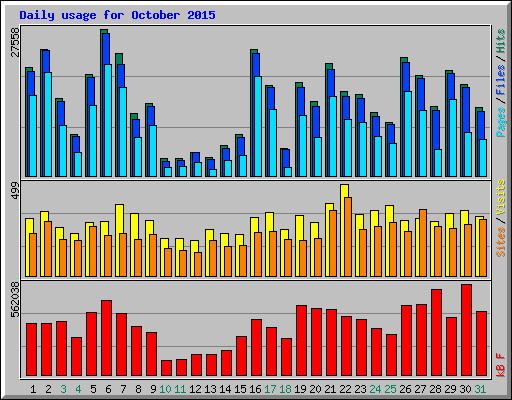 Daily usage for October 2015
27558
Pages / Files / Hits
499
Sites / Visits
562038
kB F
1 2 3 4 5 6 7 8 9 10 11 12 13 14 15 16 17 18 19 20 21 22 23 24 25 26 27 28 29 30 31